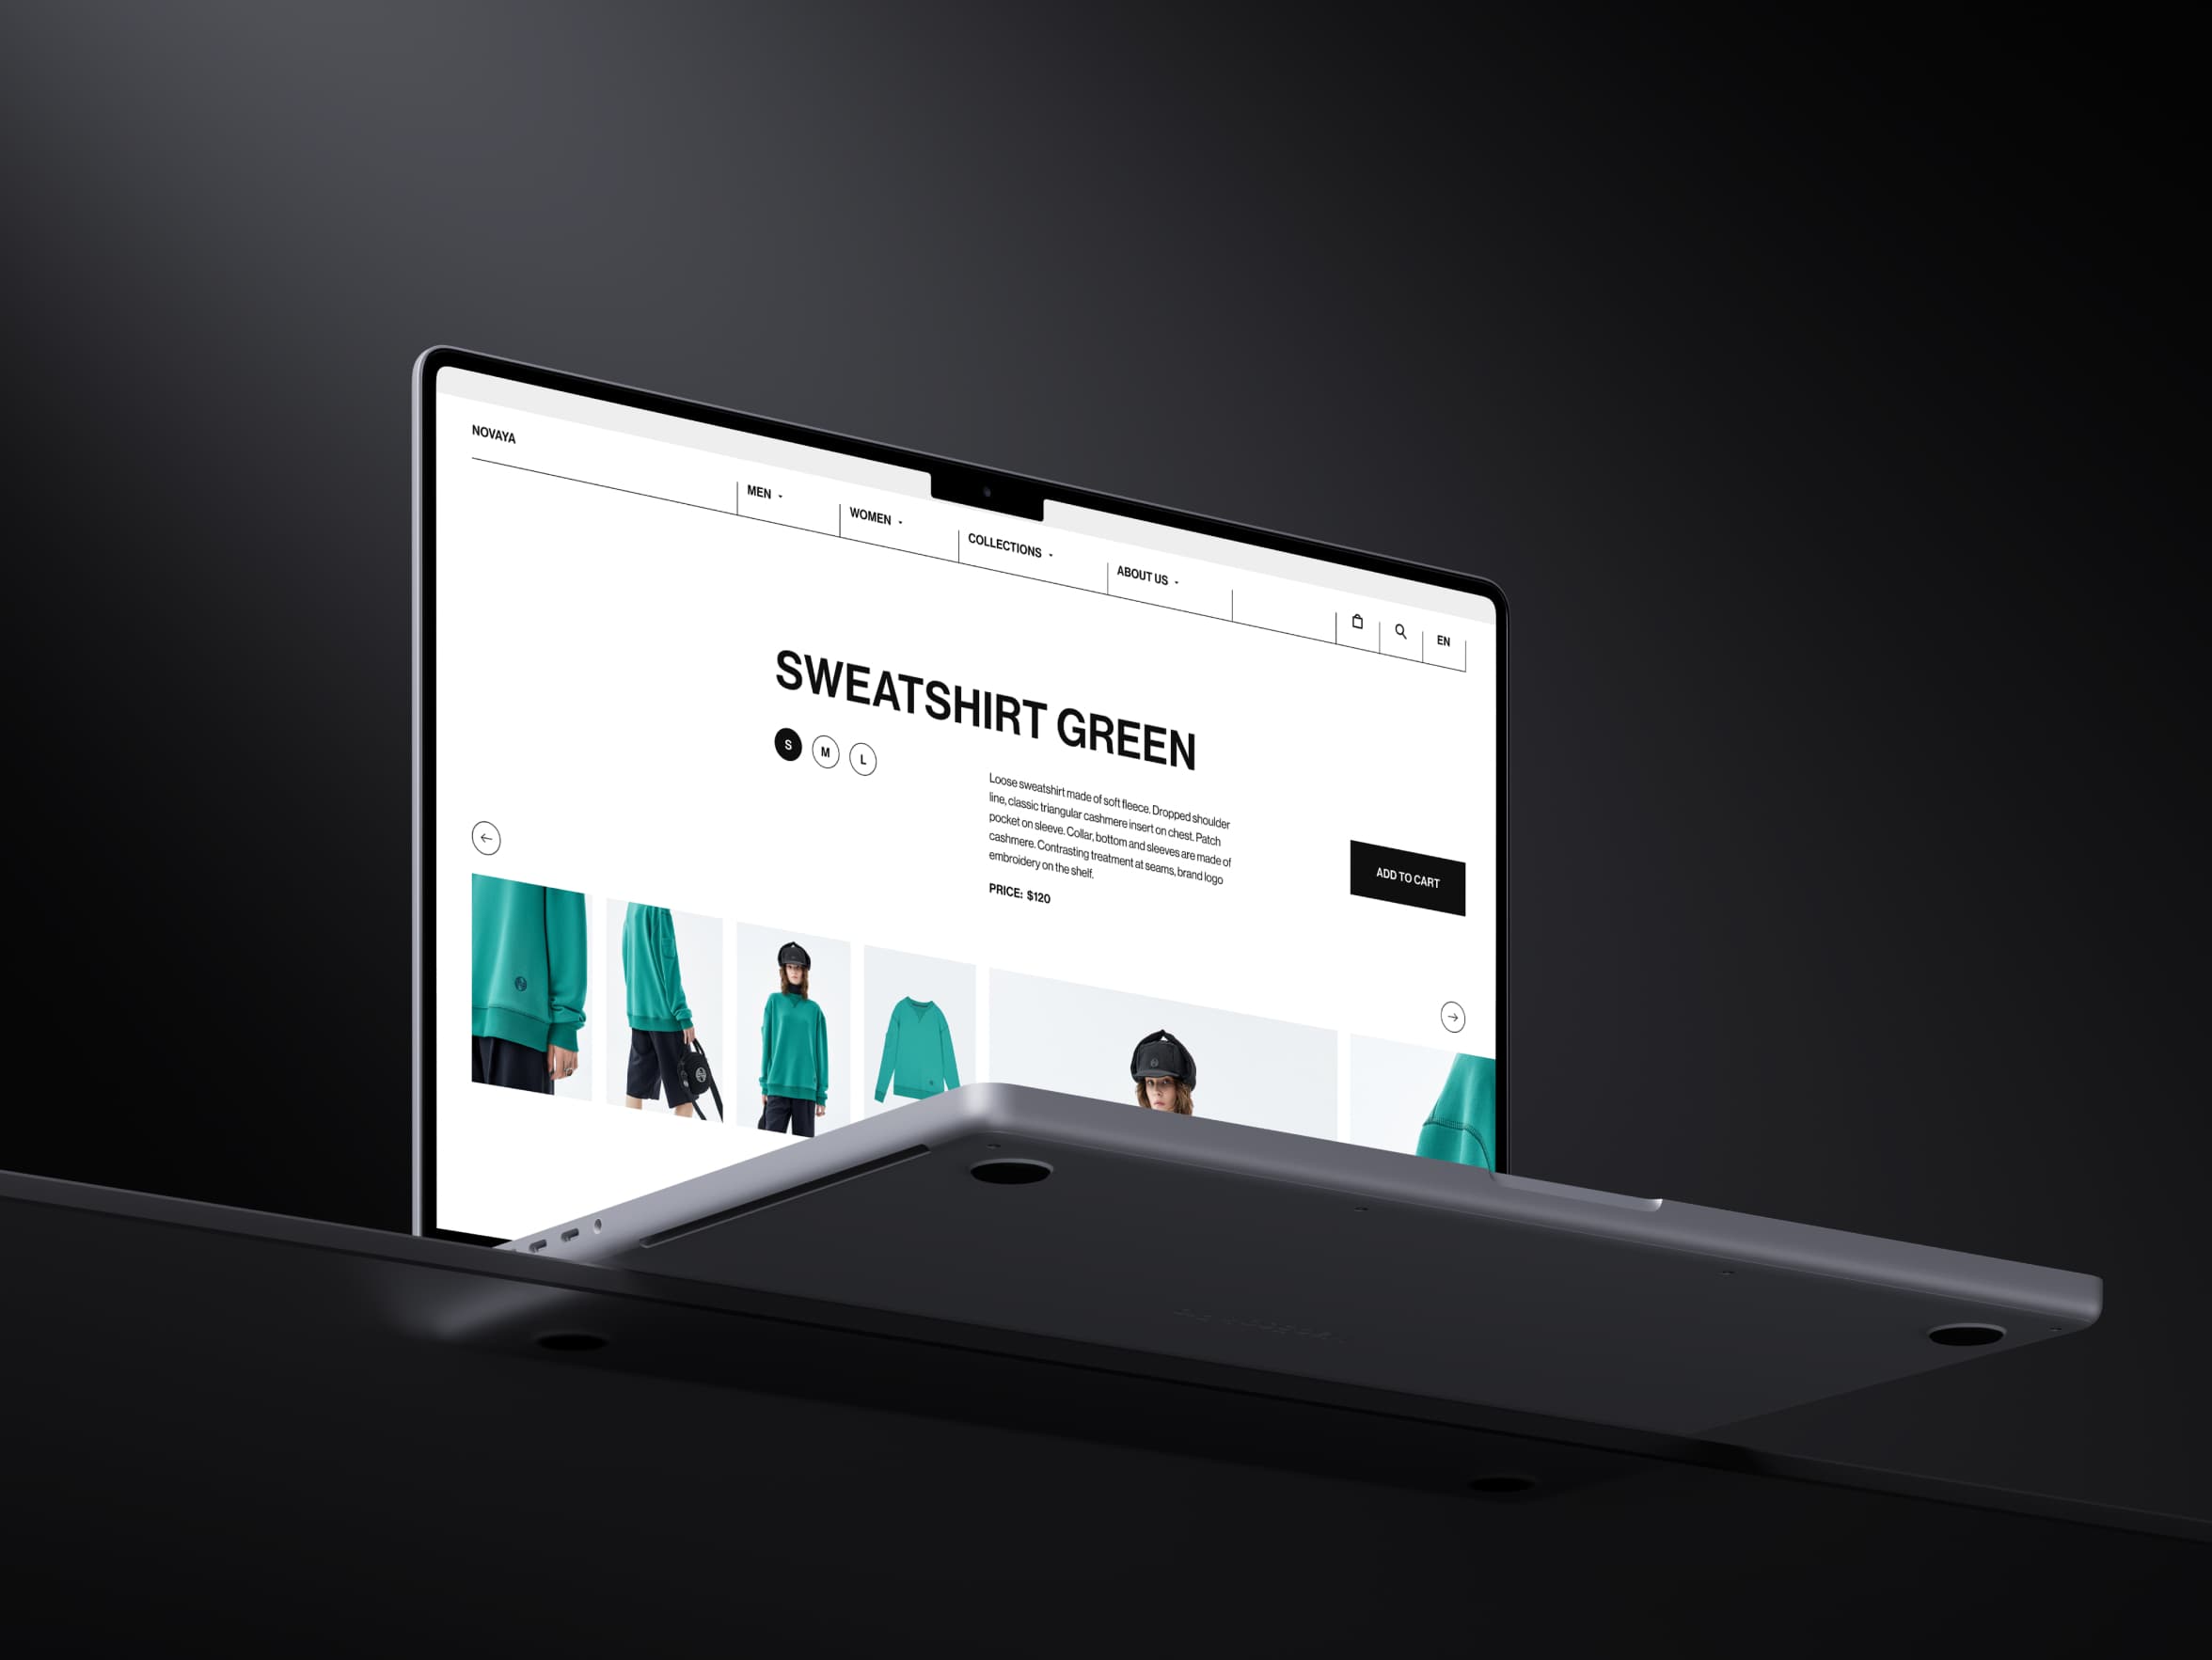 NOVAYA
MEN
WOMEN
COLLECTIONS
ABOUT US
EN
SWEATSHIRT GREEN
S M L
Loose sweatshirt made of soft fleece. Dropped shoulder
line, classic triangular cashmere insert on chest. Patch
pocket on sleeve. Collar, bottom and sleeves are made of
cashmere. Contrasting treatment at seams, brand logo
embroidery on the shelf.
PRICE: $120
ADD TO CART